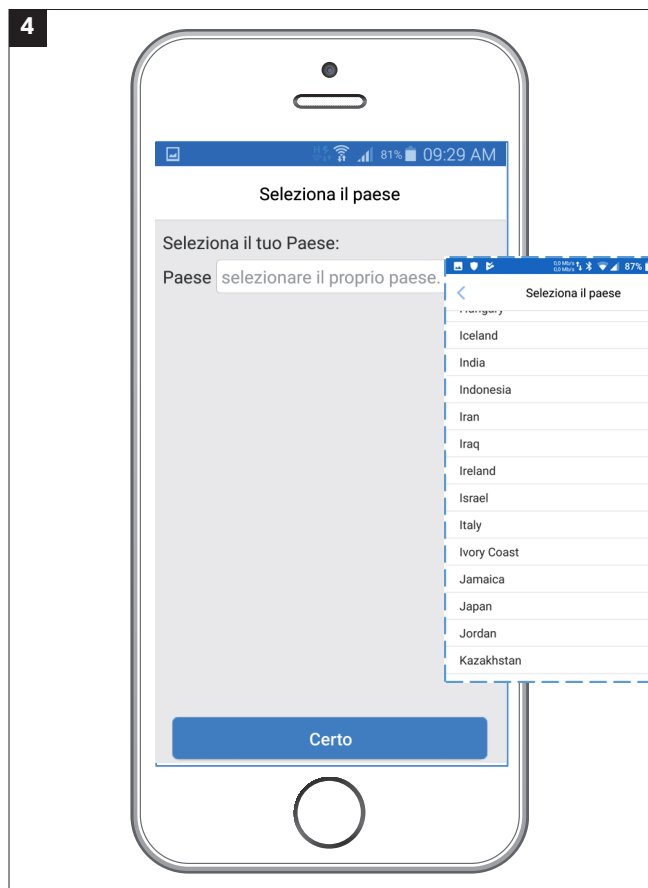 4
81% 09:29 AM
Seleziona il paese
Seleziona il tuo Paese:
Paese selezionare il proprio paese.
87%
Seleziona il paese
Hungary
Iceland
India
Indonesia
Iran
Iraq
Ireland
Israel
Italy
Ivory Coast
Jamaica
Japan
Jordan
Kazakhstan
Certo